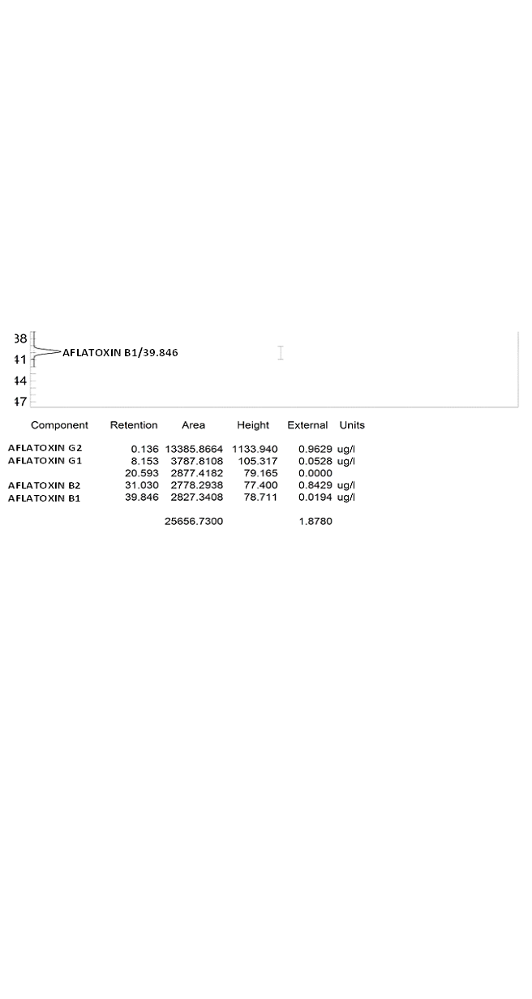 38
AFLATOXIN B1/39.846
41
44
47
Component Retention Area Height External Units
AFLATOXIN G2 0.136 13385.8664 1133.940 0.9629 ug/l
AFLATOXIN G1 8.153 3787.8108 105.317 0.0528 ug/l
20.593 2877.4182 79.165 0.0000
AFLATOXIN B2 31.030 2778.2938 77.400 0.8429 ug/l
AFLATOXIN B1 39.846 2827.3408 78.711 0.0194 ug/l
25656.7300 1.8780